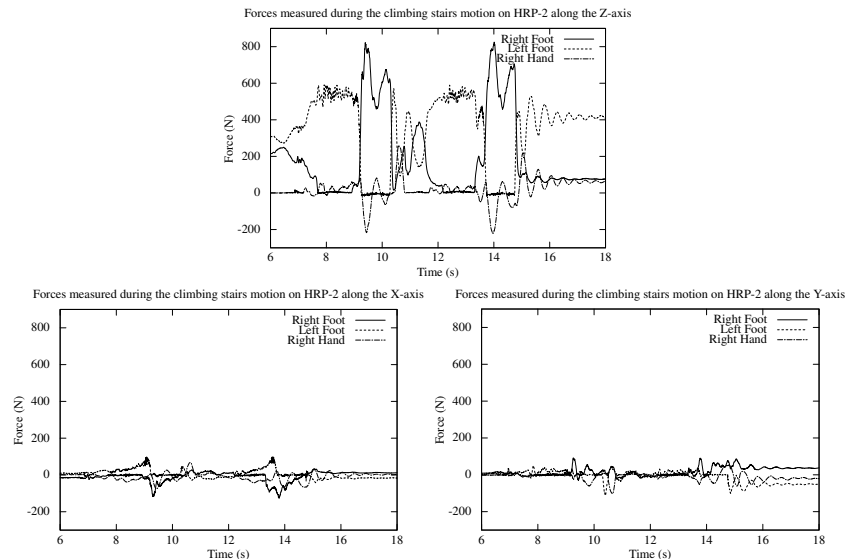 Forces measured during the climbing stairs motion on HRP-2 along the Z-axis
800
600
400
200
0
-200
Force (N)
Right Foot
Left Foot
Right Hand
6 8 10 12 14 16 18
Time (s)
Forces measured during the climbing stairs motion on HRP-2 along the X-axis
800
600
400
200
0
-200
Force (N)
Right Foot
Left Foot
Right Hand
6 8 10 12 14 16 18
Time (s)
Forces measured during the climbing stairs motion on HRP-2 along the Y-axis
800
600
400
200
0
-200
Force (N)
Right Foot
Left Foot
Right Hand
6 8 10 12 14 16 18
Time (s)